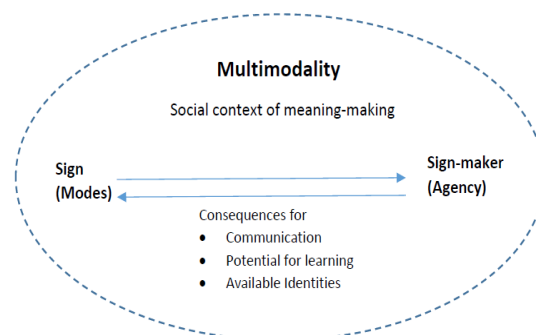 Multimodality
Social context of meaning-making
Sign
(Modes)
Sign-maker
(Agency)
Consequences for
• Communication
• Potential for learning
• Available Identities